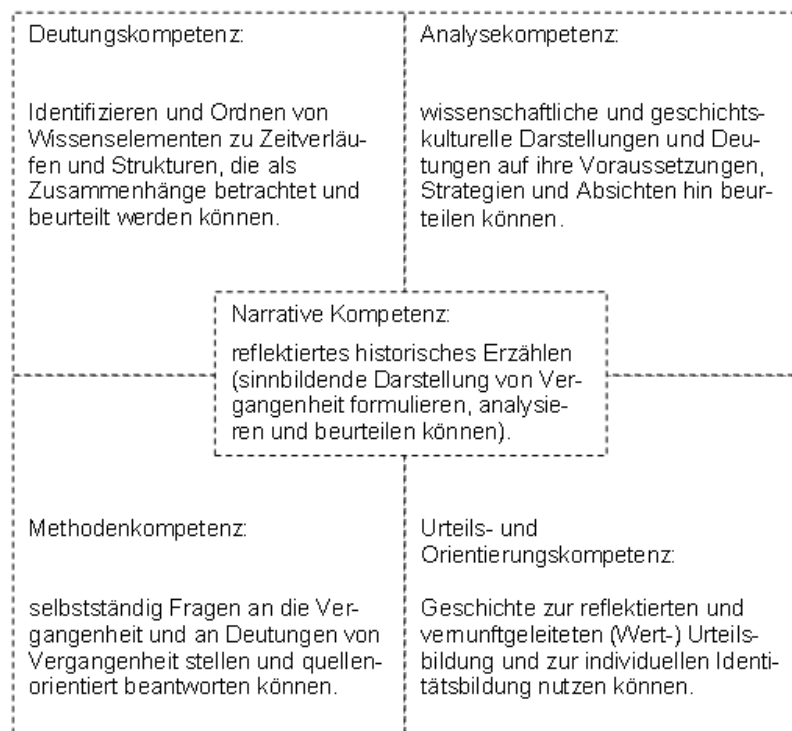 Deutungskompetenz:
Identifizieren und Ordnen von
Wissenselementen zu Zeitverläu-
fen und Strukturen, die als
Zusammenhänge betrachtet und
beurteilt werden können.
Analysekompetenz:
wissenschaftliche und geschichts-
kulturelle Darstellungen und Deu-
tungen auf ihre Voraussetzungen,
Strategien und Absichten hin beur-
teilen können.
Narrative Kompetenz:
reflektiertes historisches Erzählen
(sinnbildende Darstellung von Ver-
gangenheit formulieren, analysie-
ren und beurteilen können).
Methodenkompetenz:
selbstständig Fragen an die Ver-
gangenheit und an Deutungen von
Vergangenheit stellen und quellen-
orientiert beantworten können.
Urteils- und
Orientierungskompetenz:
Geschichte zur reflektierten und
vernunftgeleiteten (Wert-) Urteils-
bildung und zur individuellen Identi-
tätsbildung nutzen können.